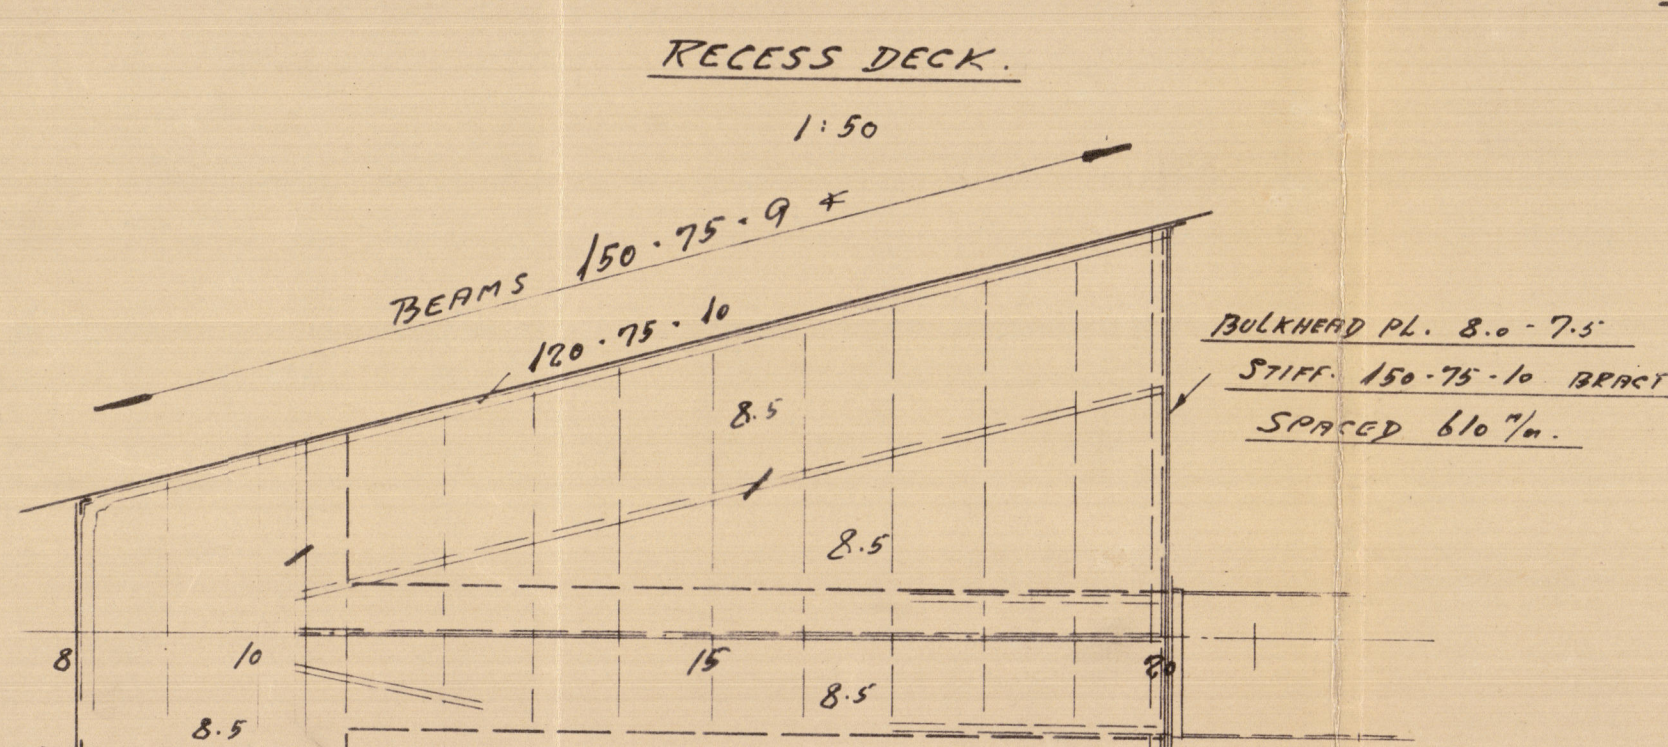 RECESS DECK.
1:50
BEAMS 150 · 75 · 9
120 · 75 · 10
BULKHEAD PL. 8.0 - 7.5
STIFF. 150 - 75 - 10 BRACT
SPACED 610 m/m.
8.5
8.5
8 10 15 20
8.5
8.5